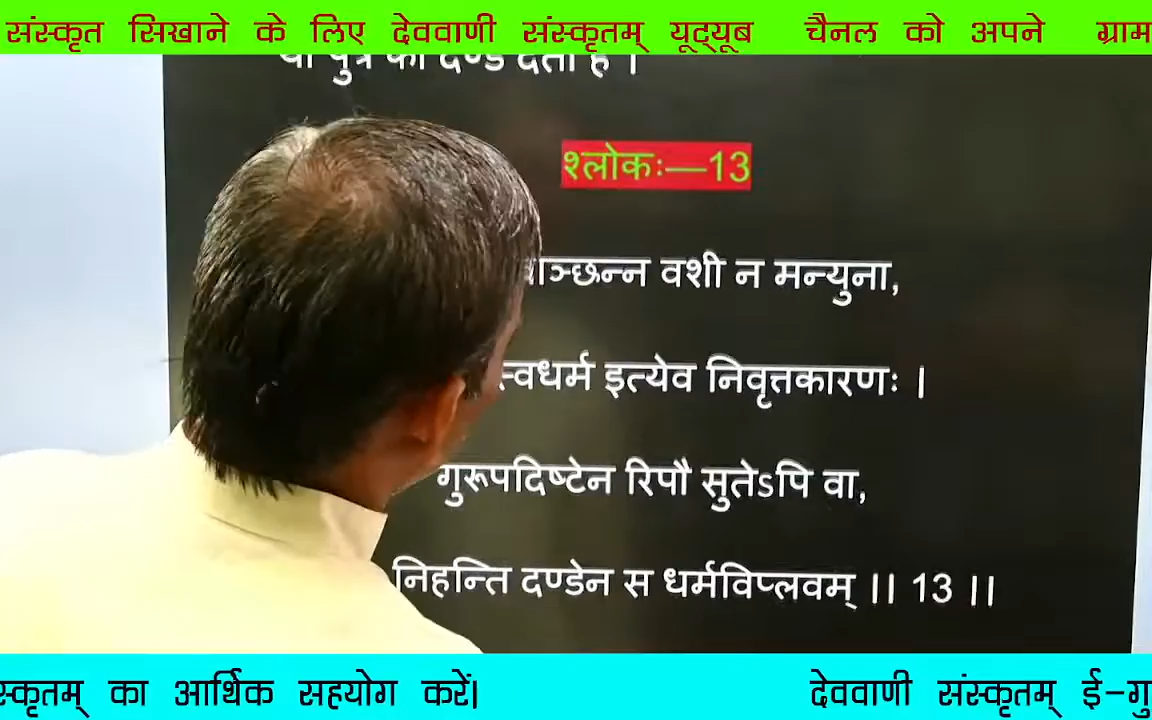 संस्कृत सिखाने के लिए देववाणी संस्कृतम् यूट्यूब चैनल को अपने ग्राम
या पुत्र को दण्ड देता है ।
श्लोकः—13
वशी न मन्युना,
स्वधर्म इत्येव निवृत्तकारणः ।
गुरूपदिष्टेन रिपौ सुतेऽपि वा,
निहन्ति दण्डेन स धर्मविप्लवम् ।। 13 ।।
का आर्थिक सहयोग करें।
देववाणी संस्कृतम्